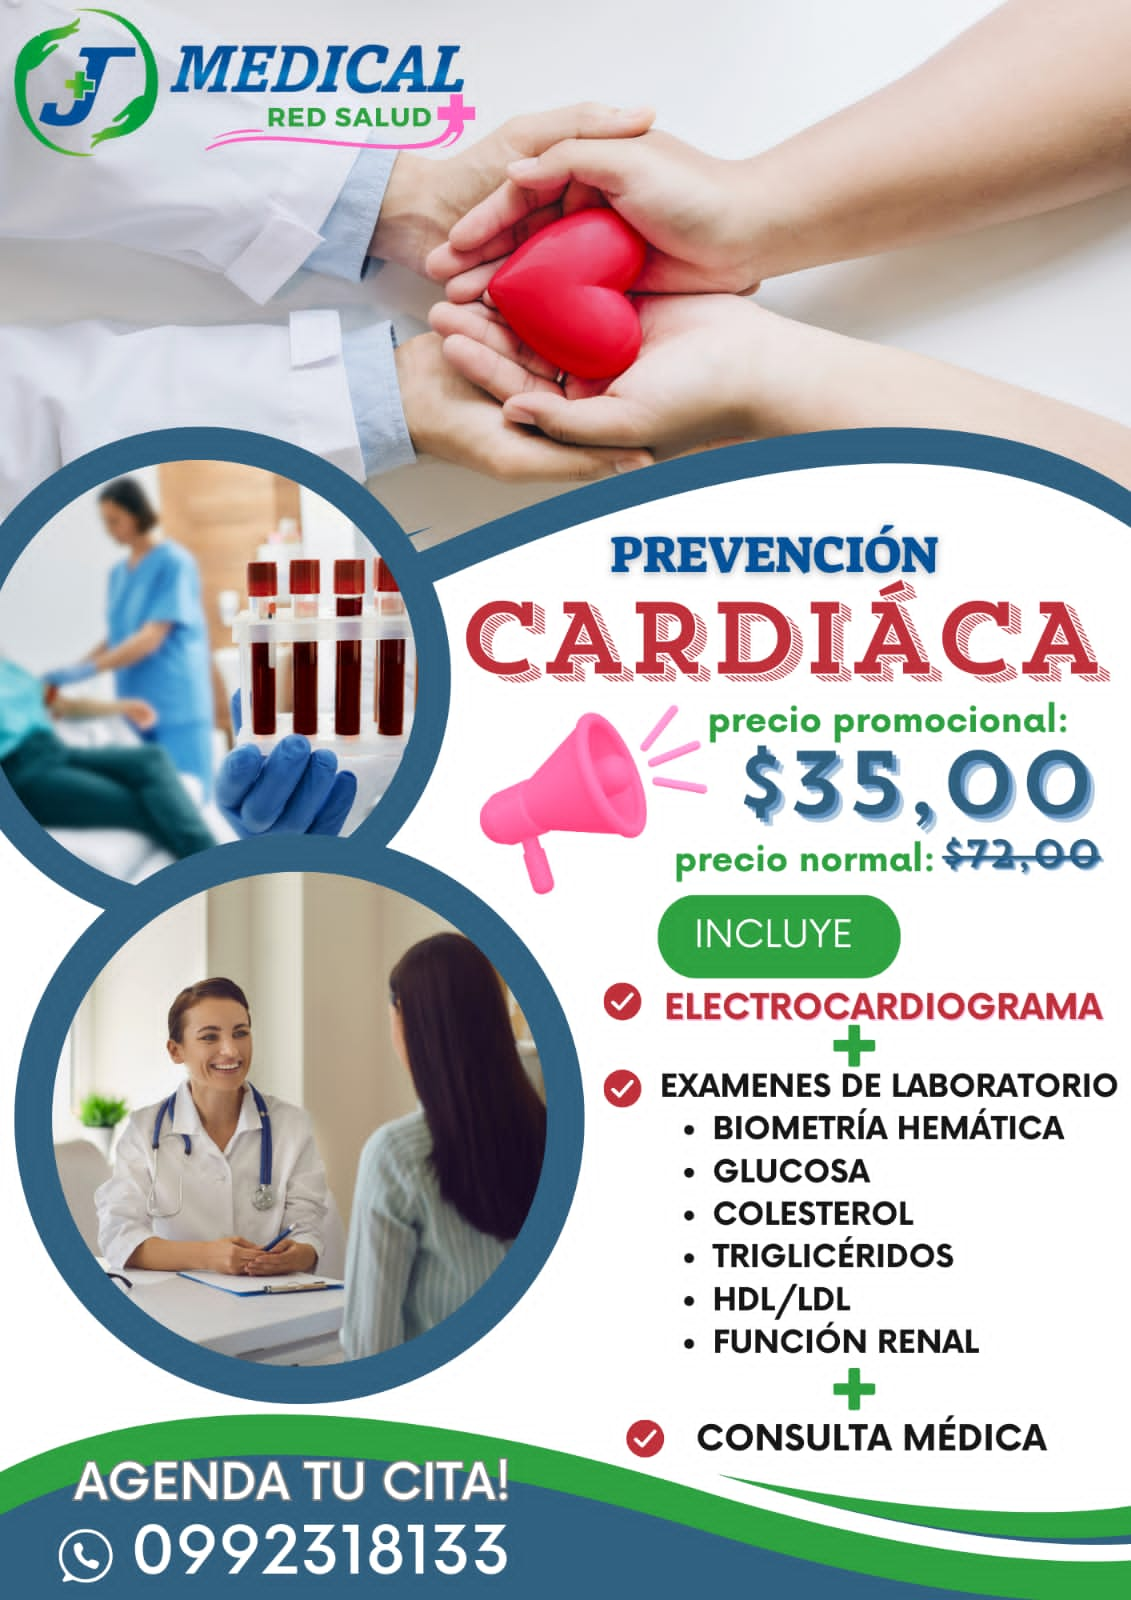 J
MEDICAL
RED SALUD
PREVENCIÓN
CARDIÁCA
precio promocional:
$35,00
precio normal: $72,00
INCLUYE
ELECTROCARDIOGRAMA
+
EXAMENES DE LABORATORIO
• BIOMETRÍA HEMÁTICA
• GLUCOSA
• COLESTEROL
• TRIGLICÉRIDOS
• HDL/LDL
• FUNCIÓN RENAL
+
CONSULTA MÉDICA
AGENDA TU CITA!
0992318133